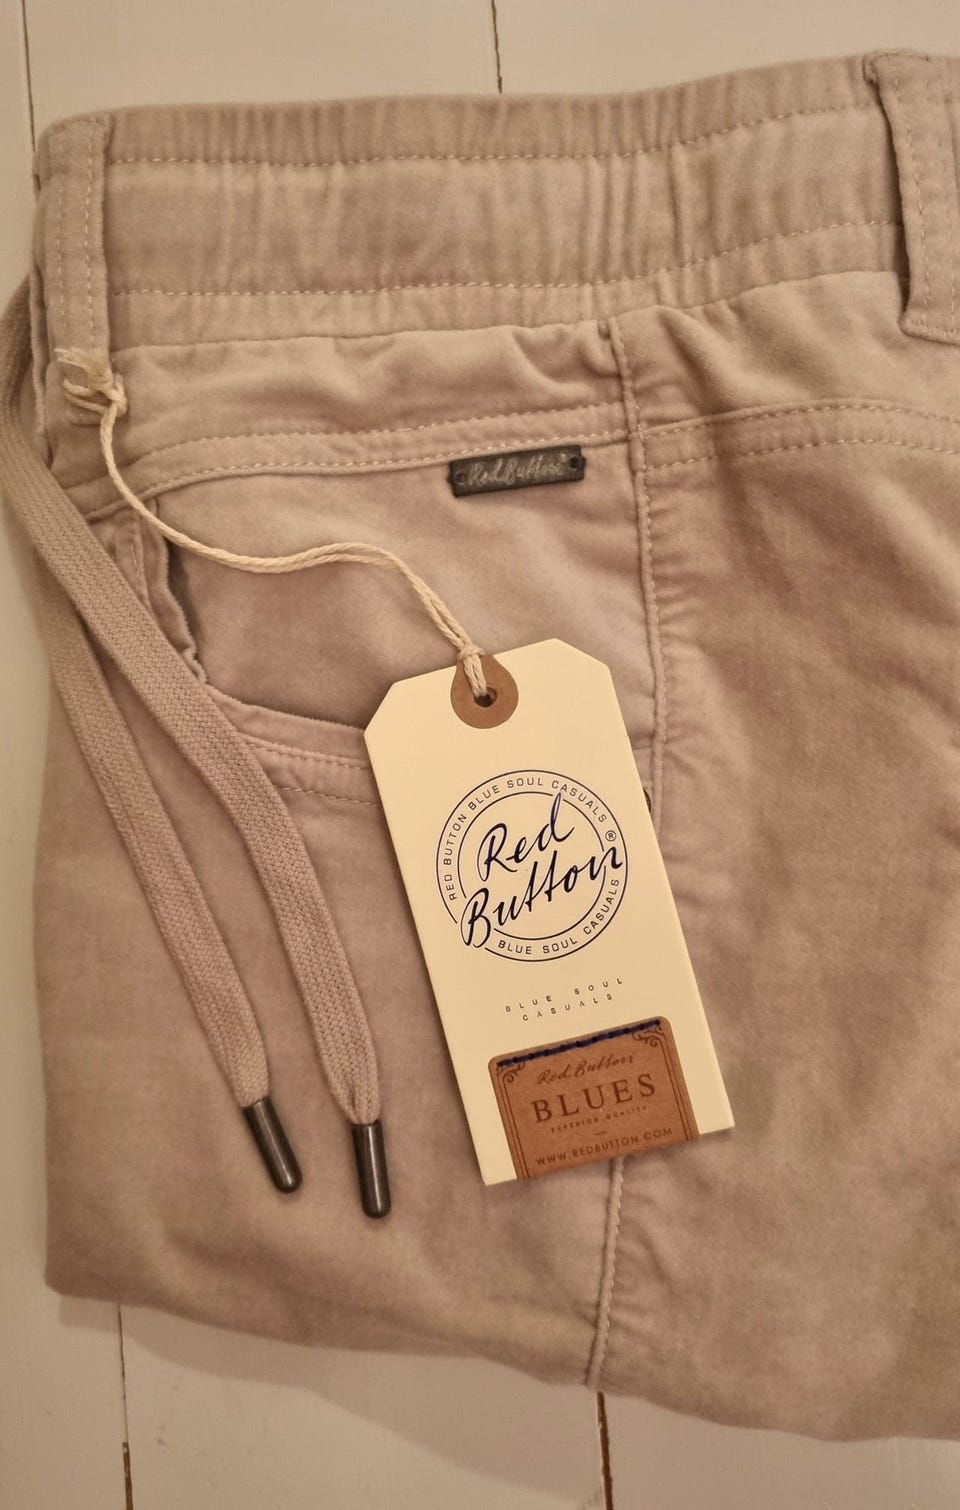 Red Button
RED BUTTON BLUE SOUL CASUALS ®
Red
Button
BLUE SOUL CASUALS
BLUE SOUL
CASUALS
Red Button
BLUES
SUPERIOR QUALITY
WWW.REDBUTTON.COM